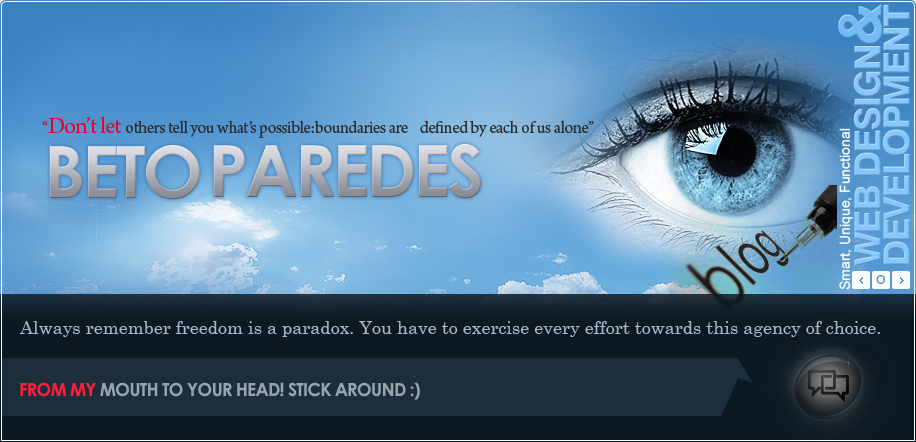 “Don’t let others tell you what’s possible:boundaries are defined by each of us alone”
BETO PAREDES
blog
Smart, Unique, Functional
WEB DESIGN&
DEVELOPMENT
Always remember freedom is a paradox. You have to exercise every effort towards this agency of choice.
FROM MY MOUTH TO YOUR HEAD! STICK AROUND :)